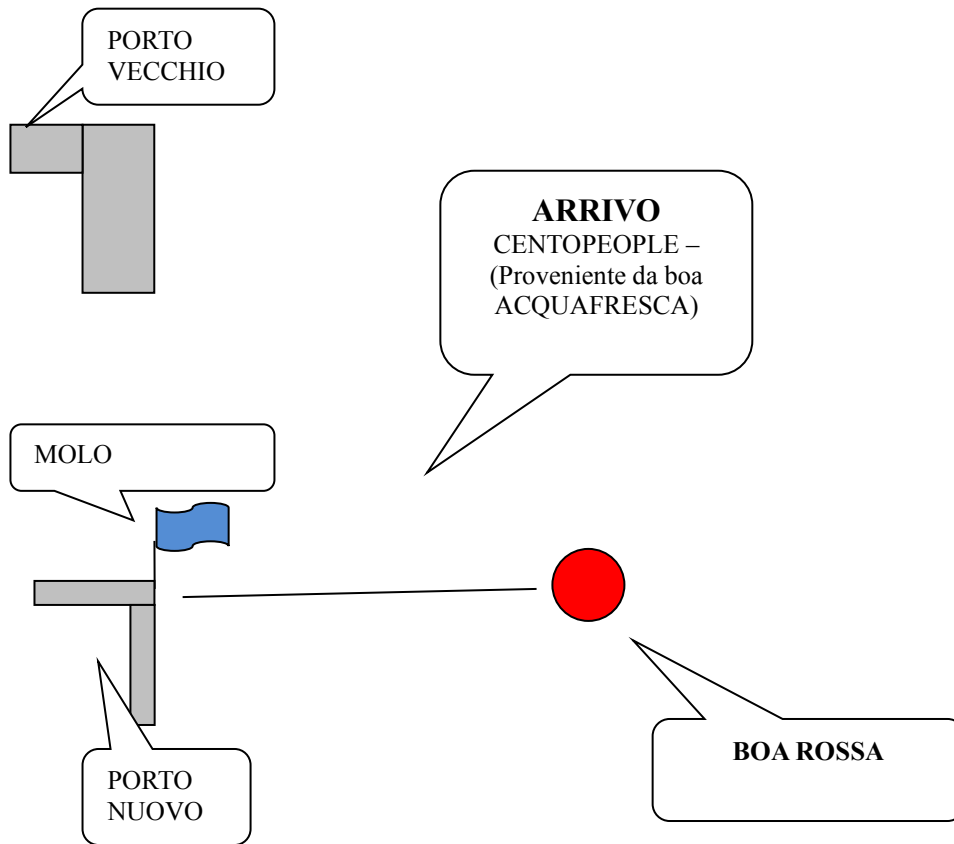 PORTO
VECCHIO
ARRIVO
CENTOPEOPLE –
(Proveniente da boa
ACQUAFRESCA)
MOLO
BOA ROSSA
PORTO
NUOVO